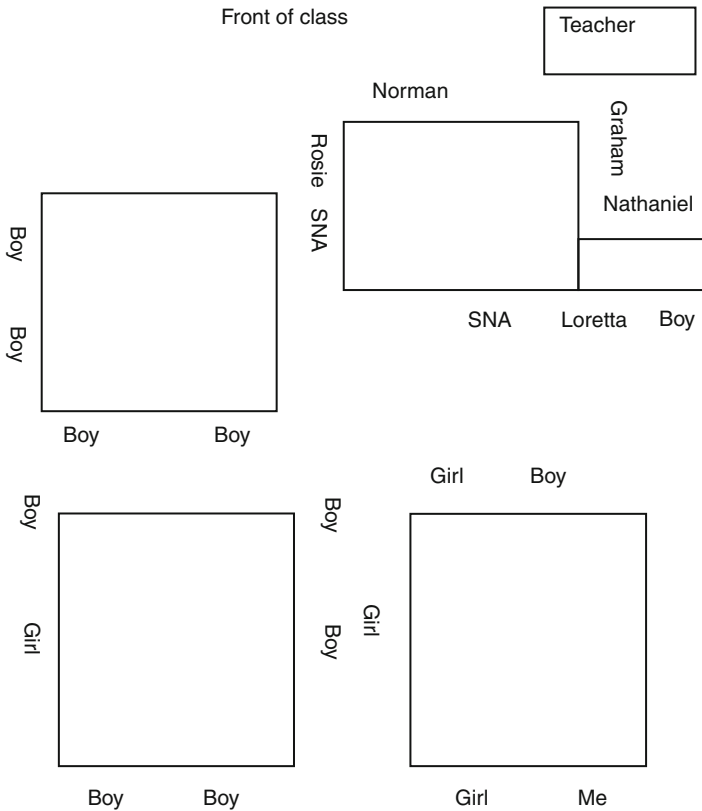 Front of class
Teacher
Norman
Graham
Rosie
SNA
Nathaniel
SNA Loretta Boy
Boy
Boy
Boy Boy
Girl Boy
Boy
Boy
Girl
Boy
Girl
Boy Boy
Girl Me